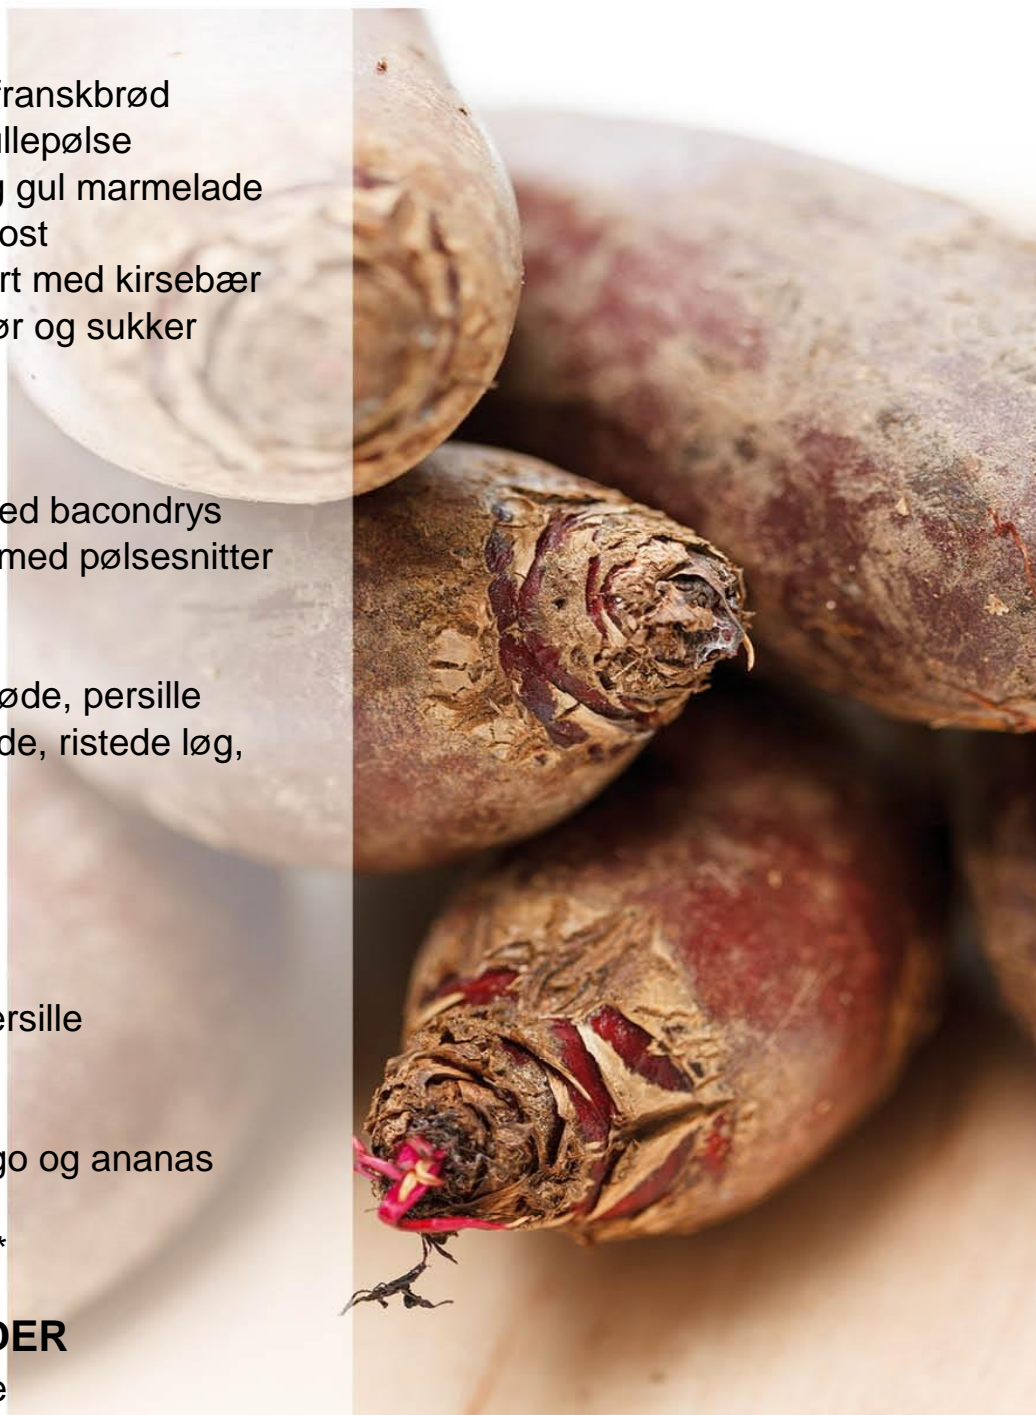 franskbrød
llepølse
g gul marmelade
ost
rt med kirsebær
ør og sukker
ed bacondrys
med pølsesnitter
øde, persille
de, ristede løg,
ersille
go og ananas
*
DER
e